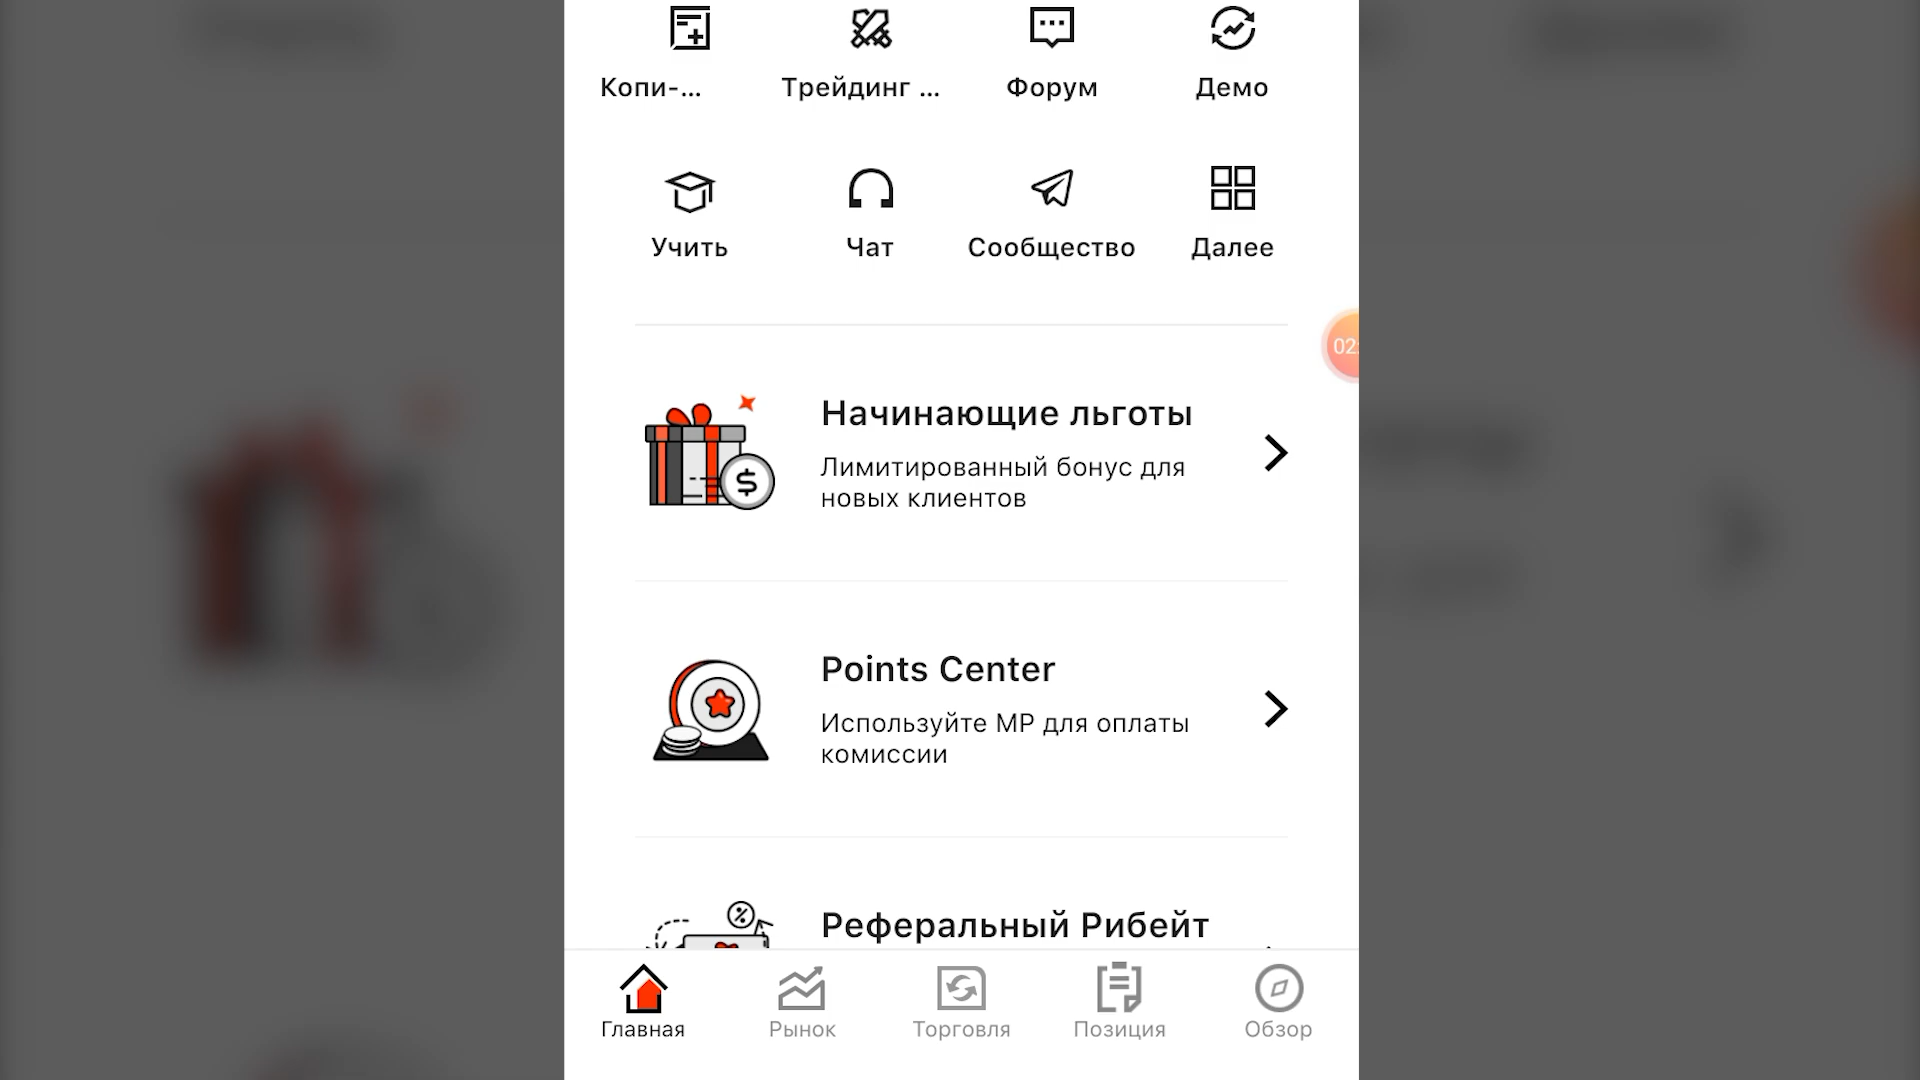 Копи-...
Трейдинг ...
Форум
Демо
Учить
Чат
Сообщество
Далее
02:
Начинающие льготы
Лимитированный бонус для
новых клиентов
Points Center
Используйте MP для оплаты
комиссии
Реферальный Рибейт
Главная
Рынок
Торговля
Позиция
Обзор